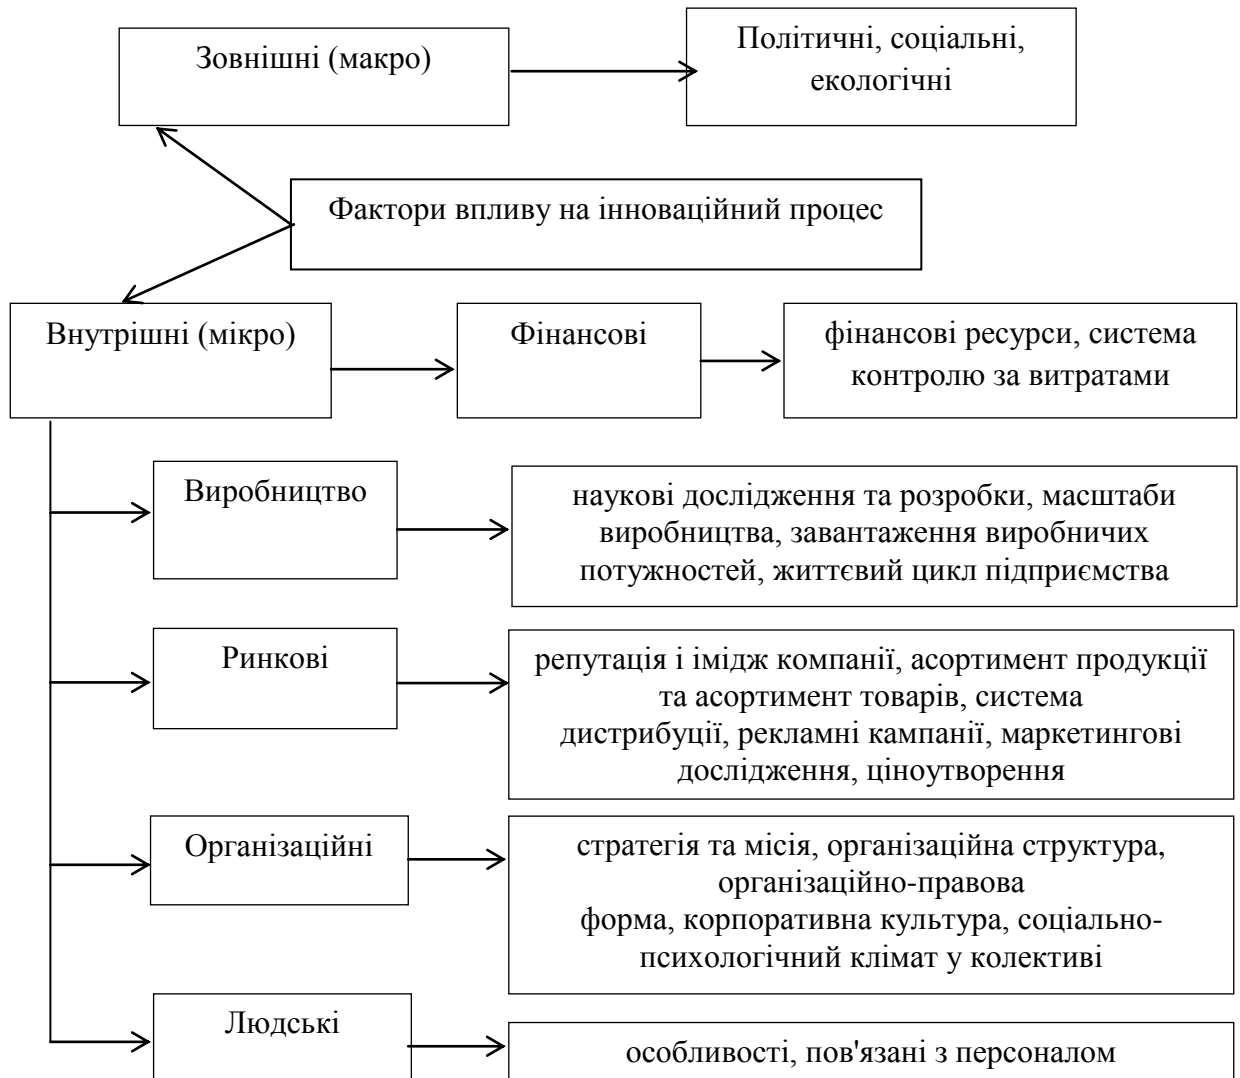 Зовнішні (макро)
Політичні, соціальні,
екологічні
Фактори впливу на інноваційний процес
Внутрішні (мікро)
Фінансові
фінансові ресурси, система
контролю за витратами
Виробництво
наукові дослідження та розробки, масштаби
виробництва, завантаження виробничих
потужностей, життєвий цикл підприємства
Ринкові
репутація і імідж компанії, асортимент продукції
та асортимент товарів, система
дистрибуції, рекламні кампанії, маркетингові
дослідження, ціноутворення
Організаційні
стратегія та місія, організаційна структура,
організаційно-правова
форма, корпоративна культура, соціально-
психологічний клімат у колективі
Людські
особливості, пов'язані з персоналом